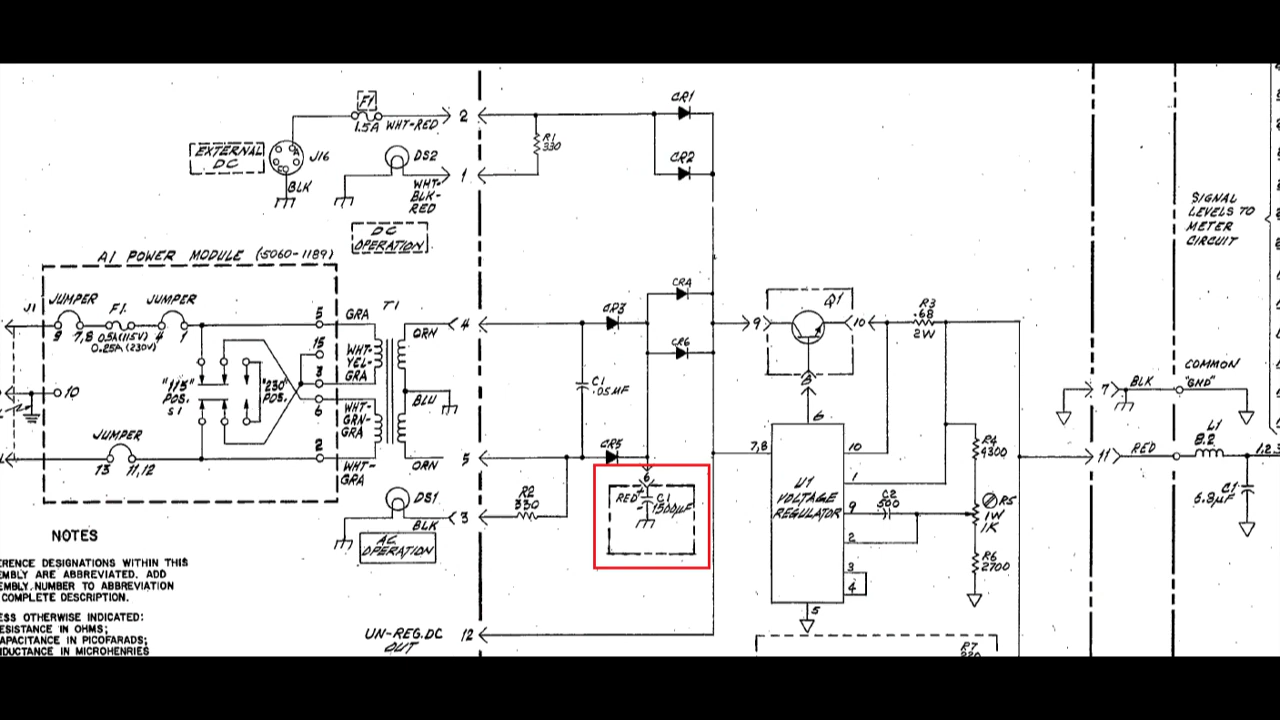 F1
1.5A WHT-RED
2
CR1
EXTERNAL
DC
J16
BLK
DS2
1
WHT-
BLK-
RED
R1
330
CR2
DC
OPERATION
SIGNAL
LEVELS TO
METER
CIRCUIT
A1 POWER MODULE (5060-1189)
J1
JUMPER
F1
JUMPER
9
7,8
0.5A(115V)
0.25A(230V)
4
1
5
GRA
15
3
WHT-
YEL-
GRA
6
WHT-
GRN-
GRA
2
WHT-
GRA
10
"115"
POS.
S1
"230"
POS.
JUMPER
13
11,12
T1
ORN
4
BLU
ORN
5
CR3
CR4
CR6
C1
.05MF
CR5
9
Q1
10
R3
.68
2W
8
6
7,8
U1
VOLTAGE
REGULATOR
10
1
9
2
3
4
5
C2
500
R4
4300
R5
1W
1K
R6
2700
COMMON
"GND"
7
BLK
11
RED
L1
8.2
1.2.3
C1
6.8μF
DS1
BLK
3
R2
330
AC
OPERATION
6
RED
+
C1
1500μF
-
UN-REG.DC
OUT
12
R7
NOTES
ERENCE DESIGNATIONS WITHIN THIS
EMBLY ARE ABBREVIATED. ADD
EMBLY NUMBER TO ABBREVIATION
COMPLETE DESCRIPTION.
ESS OTHERWISE INDICATED:
ESISTANCE IN OHMS;
APACITANCE IN PICOFARADS;
DUCTANCE IN MICROHENRIES